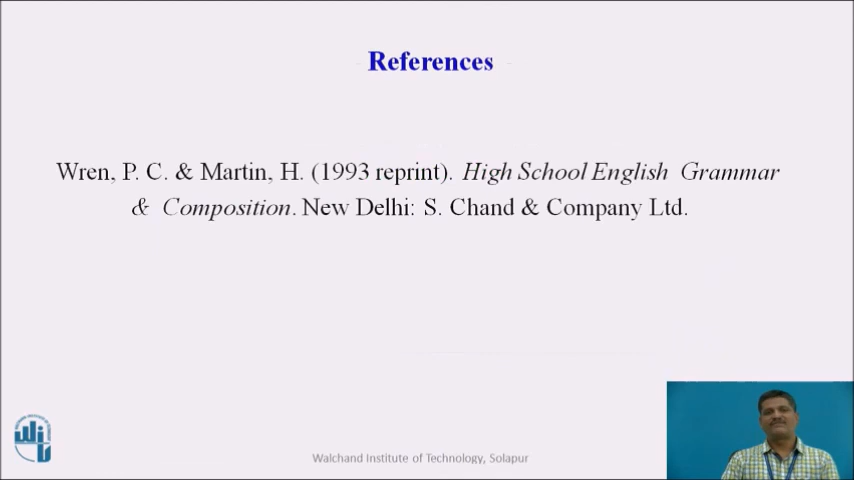 References
Wren, P. C. & Martin, H. (1993 reprint). High School English Grammar
& Composition. New Delhi: S. Chand & Company Ltd.
Walchand Institute of Technology, Solapur